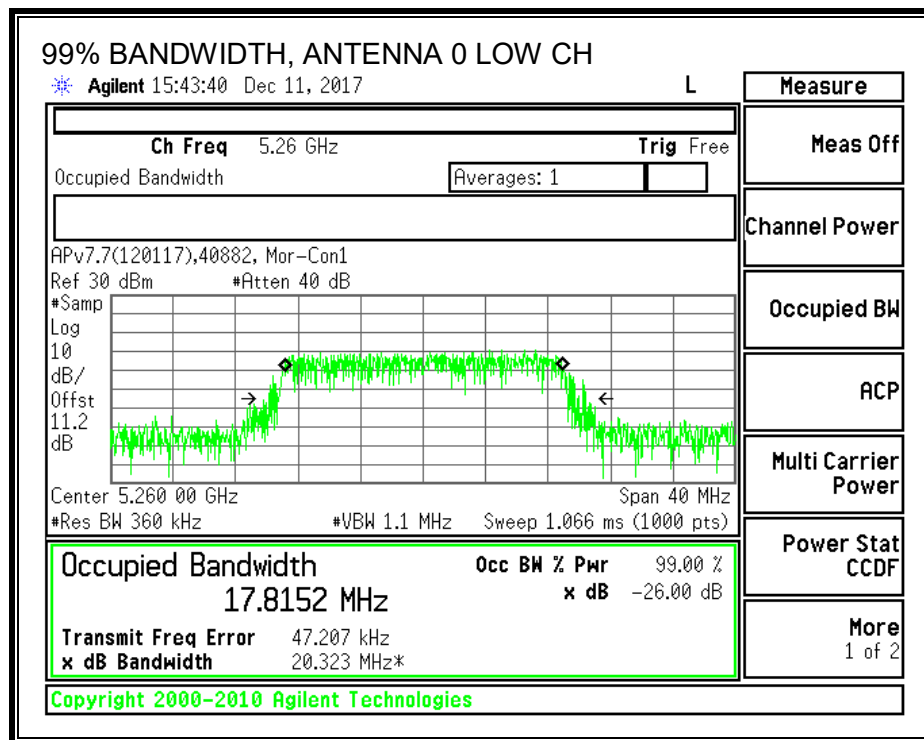 99% BANDWIDTH, ANTENNA 0 LOW CH
Agilent 15:43:40 Dec 11, 2017 L
Measure
Ch Freq 5.26 GHz Trig Free
Meas Off
Occupied Bandwidth Averages: 1
Channel Power
APv7.7(120117),40882, Mor-Con1
Ref 30 dBm #Atten 40 dB
#Samp
Log
10
dB/
Offst
11.2
dB
Occupied BW
ACP
Multi Carrier
Power
Center 5.260 00 GHz Span 40 MHz
#Res BW 360 kHz #VBW 1.1 MHz Sweep 1.066 ms (1000 pts)
Power Stat
CCDF
Occupied Bandwidth Occ BW % Pwr 99.00 %
17.8152 MHz x dB -26.00 dB
Transmit Freq Error 47.207 kHz
x dB Bandwidth 20.323 MHz*
More
1 of 2
Copyright 2000-2010 Agilent Technologies